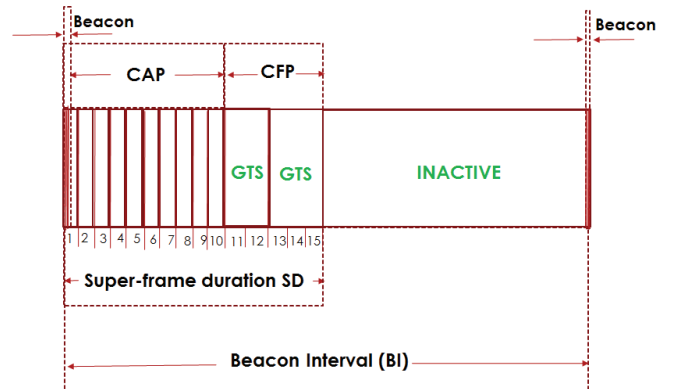 Beacon
Beacon
CAP
CFP
GTS
GTS
INACTIVE
1 2 3 4 5 6 7 8 9 10 11 12 13 14 15
Super-frame duration SD
Beacon Interval (BI)